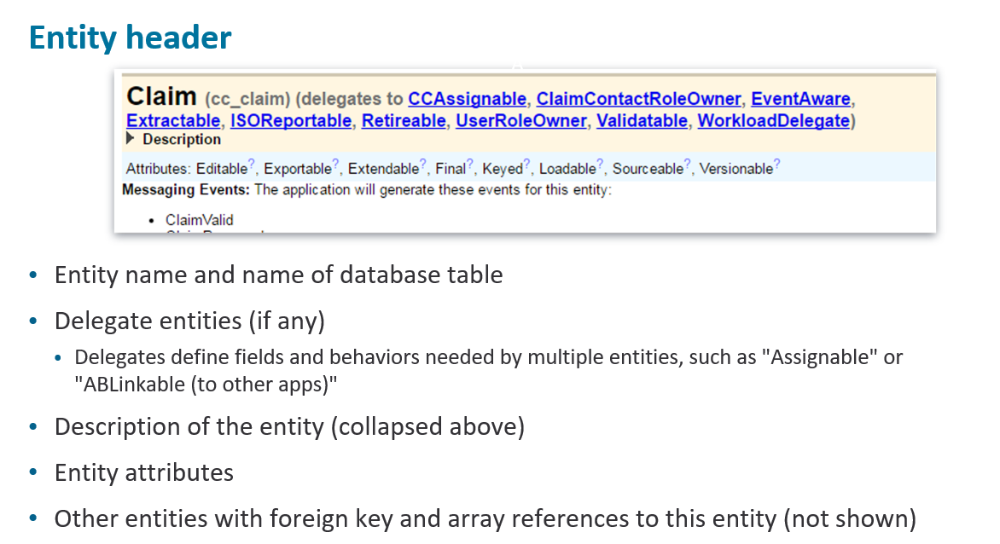 Entity header
Claim (cc_claim) (delegates to CCAssignable, ClaimContactRoleOwner, EventAware,
Extractable, ISOReportable, Retireable, UserRoleOwner, Validatable, WorkloadDelegate)
Description
Attributes: Editable?, Exportable?, Extendable?, Final?, Keyed?, Loadable?, Sourceable?, Versionable?
Messaging Events: The application will generate these events for this entity:
• ClaimValid
• Entity name and name of database table
• Delegate entities (if any)
• Delegates define fields and behaviors needed by multiple entities, such as "Assignable" or
"ABLinkable (to other apps)"
• Description of the entity (collapsed above)
• Entity attributes
• Other entities with foreign key and array references to this entity (not shown)